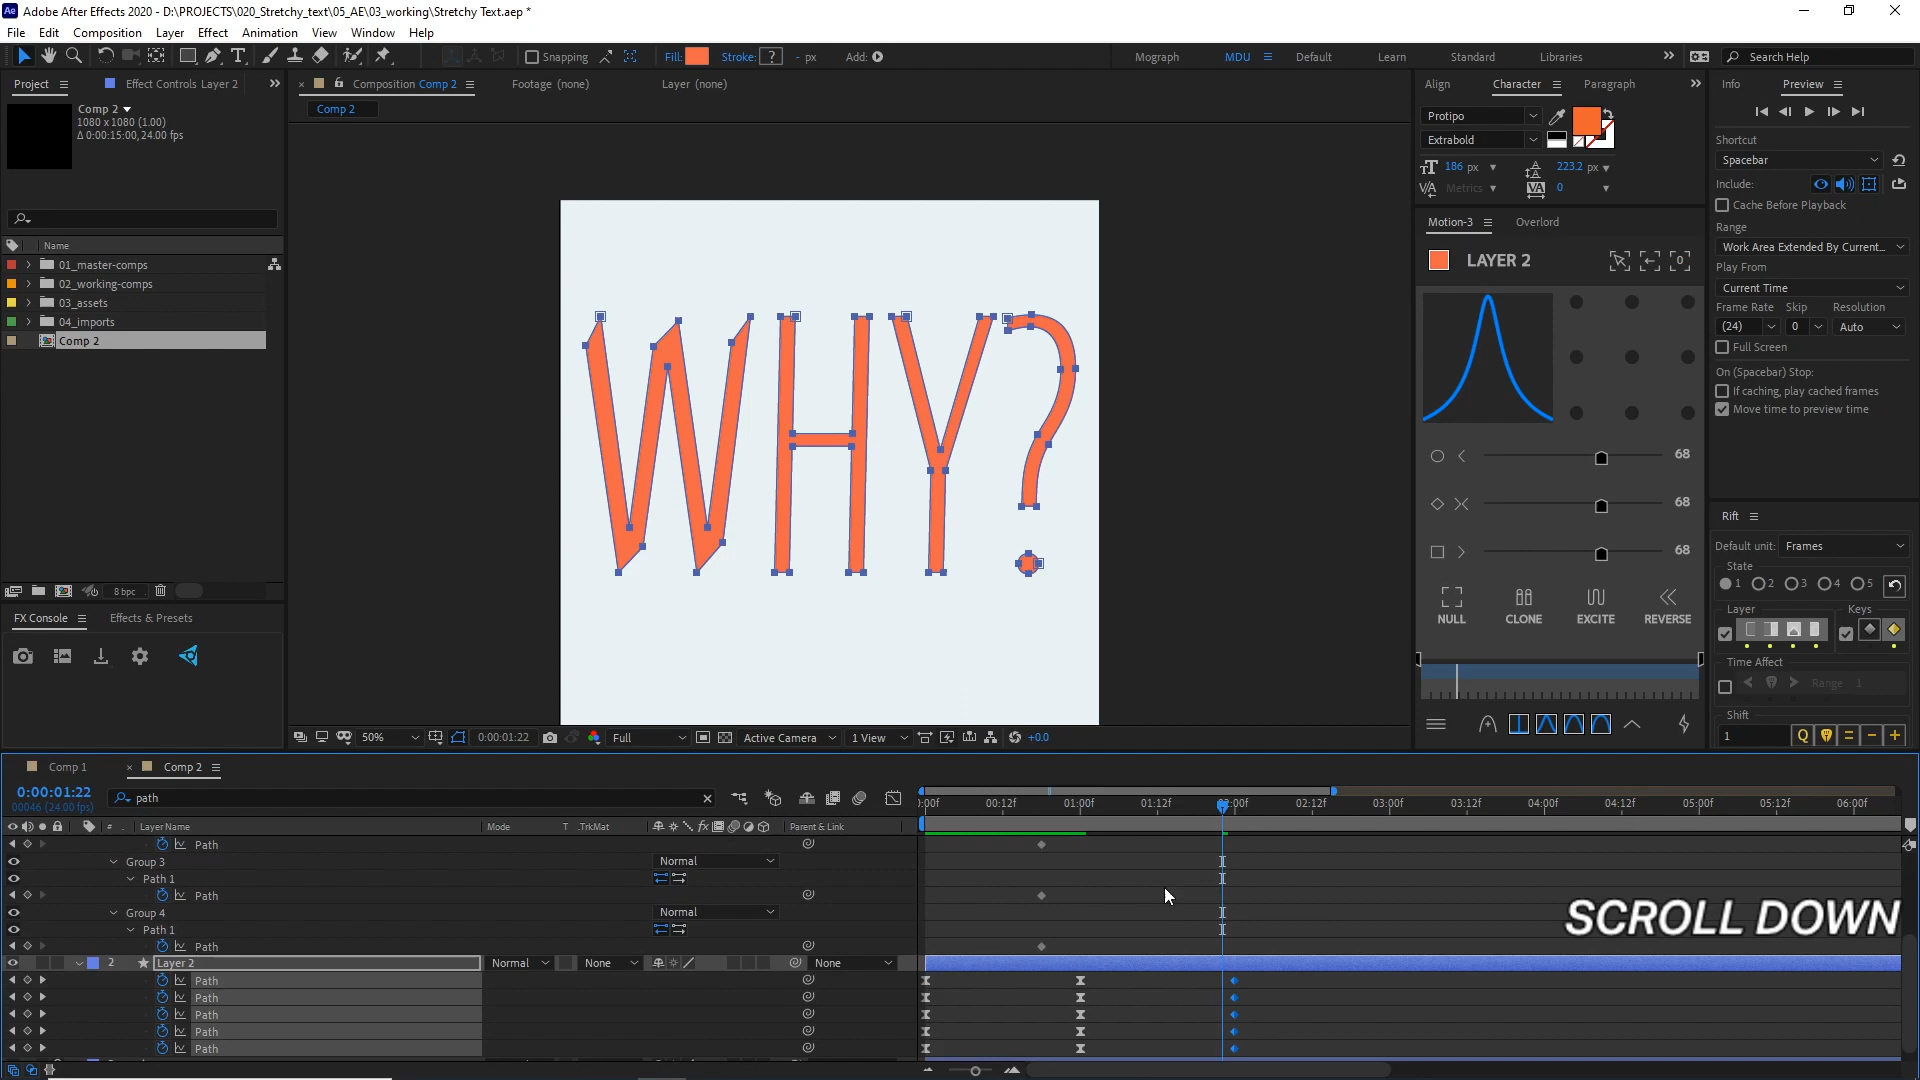 Adobe After Effects 2020 - D:\PROJECTS\020_Stretchy_text\05_AE\03_working\Stretchy Text.aep *
File Edit Composition Layer Effect Animation View Window Help
Snapping Fill: Stroke: ? - px Add: Mograph MDU Default Learn Standard Libraries Search Help
Project Effect Controls Layer 2
Comp 2
1080 x 1080 (1.00)
Δ 0:00:15:00, 24.00 fps
Name
01_master-comps
02_working-comps
03_assets
04_imports
Comp 2
8 bpc
FX Console Effects & Presets
Composition Comp 2 Footage (none) Layer (none)
Comp 2
WHY?
50% 0:00:01:22 Full Active Camera 1 View +0.0
Align Character Paragraph
Protipo
Extrabold
186 px 223.2 px
Metrics 0
Motion-3 Overlord
LAYER 2
68
68
68
NULL CLONE EXCITE REVERSE
Info Preview
Shortcut
Spacebar
Include:
Cache Before Playback
Range
Work Area Extended By Current...
Play From
Current Time
Frame Rate Skip Resolution
(24) 0 Auto
Full Screen
On (Spacebar) Stop:
If caching, play cached frames
Move time to preview time
Rift
Default unit: Frames
State
1 2 3 4 5
Layer Keys
Time Affect
Range 1
Shift
1 Q
Comp 1 Comp 2
0:00:01:22
00046 (24.00 fps)
path
:00f 00:12f 01:00f 01:12f 02:00f 02:12f 03:00f 03:12f 04:00f 04:12f 05:00f 05:12f 06:00f
# Layer Name Mode T .TrkMat Parent & Link
Path
Group 3 Normal
Path 1
Path
Group 4 Normal
Path 1
Path
2 Layer 2 Normal None None
Path
Path
Path
Path
Path
SCROLL DOWN